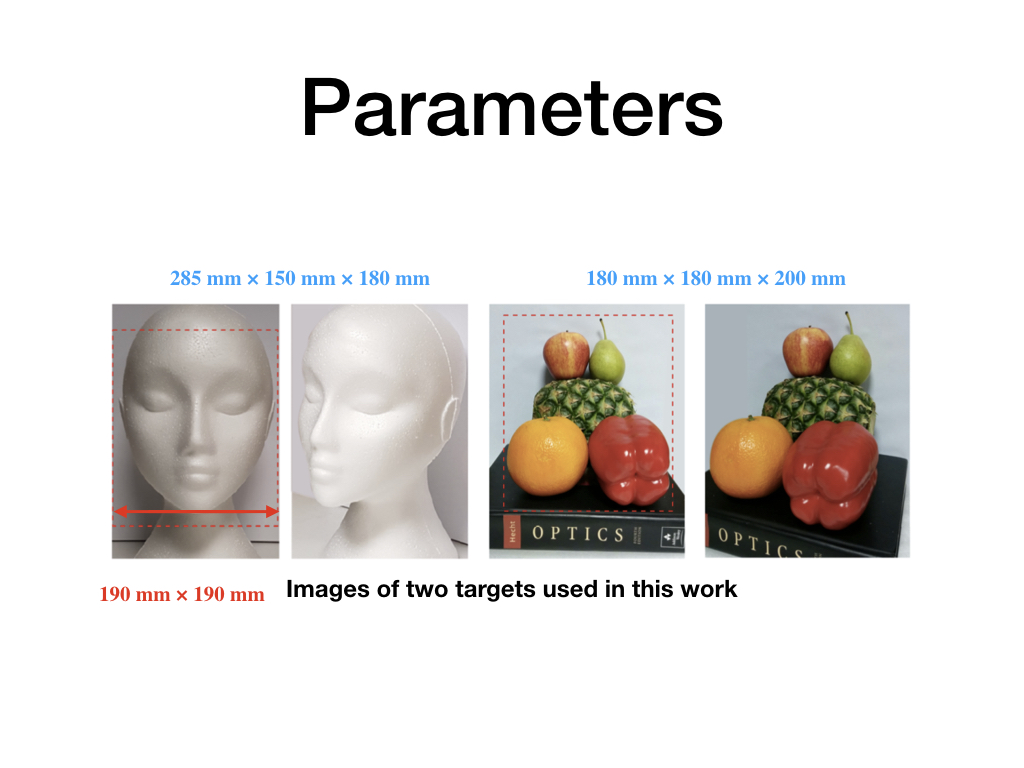 Parameters
285 mm × 150 mm × 180 mm
180 mm × 180 mm × 200 mm
Hecht
OPTICS
OPTICS
190 mm × 190 mm
Images of two targets used in this work